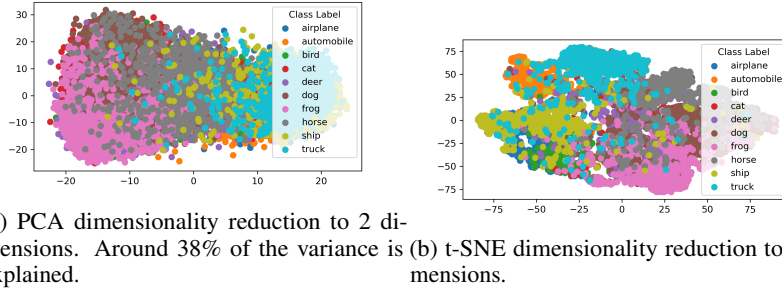 Class Label
airplane
automobile
bird
cat
deer
dog
frog
horse
ship
truck
30
20
10
0
−10
−20
−20 −10 0 10 20
Class Label
airplane
automobile
bird
cat
deer
dog
frog
horse
ship
truck
75
50
25
0
−25
−50
−75
−75 −50 −25 0 25 50 75
) PCA dimensionality reduction to 2 di-
ensions. Around 38% of the variance is
xplained.
(b) t-SNE dimensionality reduction to
mensions.